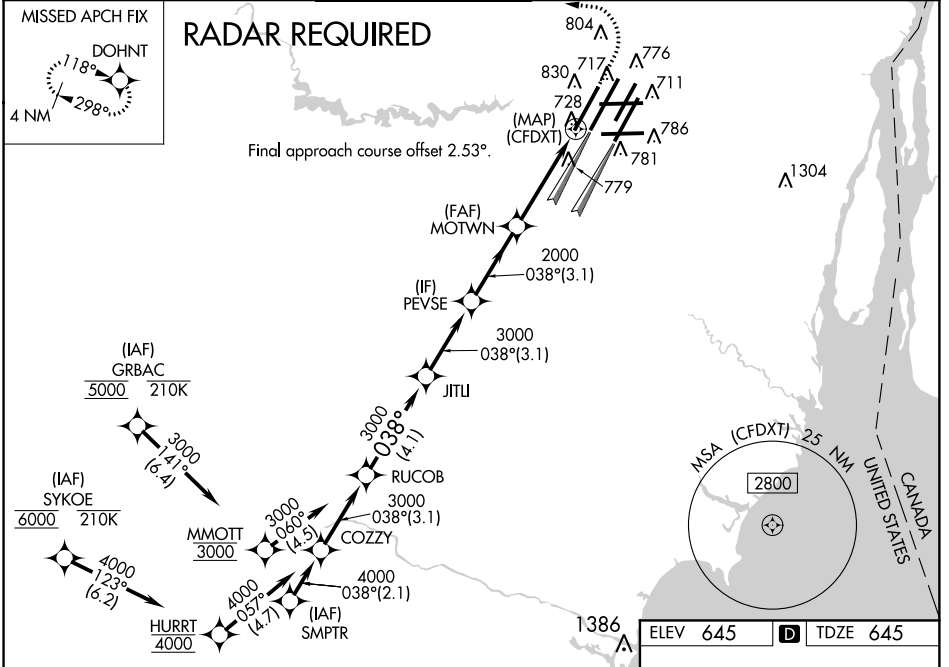 MISSED APCH FIX
DOHNT
118°
298°
4 NM
RADAR REQUIRED
804
776
830
717
711
728
(MAP)
(CFDXT)
786
781
779
1304
Final approach course offset 2.53°.
(FAF)
MOTWN
2000
038°(3.1)
(IF)
PEVSE
3000
038°(3.1)
JITLI
(IAF)
GRBAC
5000 210K
3000
141°
(6.4)
3000
038°
(4.1)
RUCOB
(IAF)
SYKOE
6000 210K
3000
038°(3.1)
MMOTT
3000
3000
060°
(4.5)
COZZY
4000
123°
(6.2)
4000
038°(2.1)
HURRT
4000
4000
057°
(4.7)
(IAF)
SMPTR
MSA (CFDXT) 25 NM
2800
CANADA
UNITED STATES
1386
ELEV 645 D TDZE 645